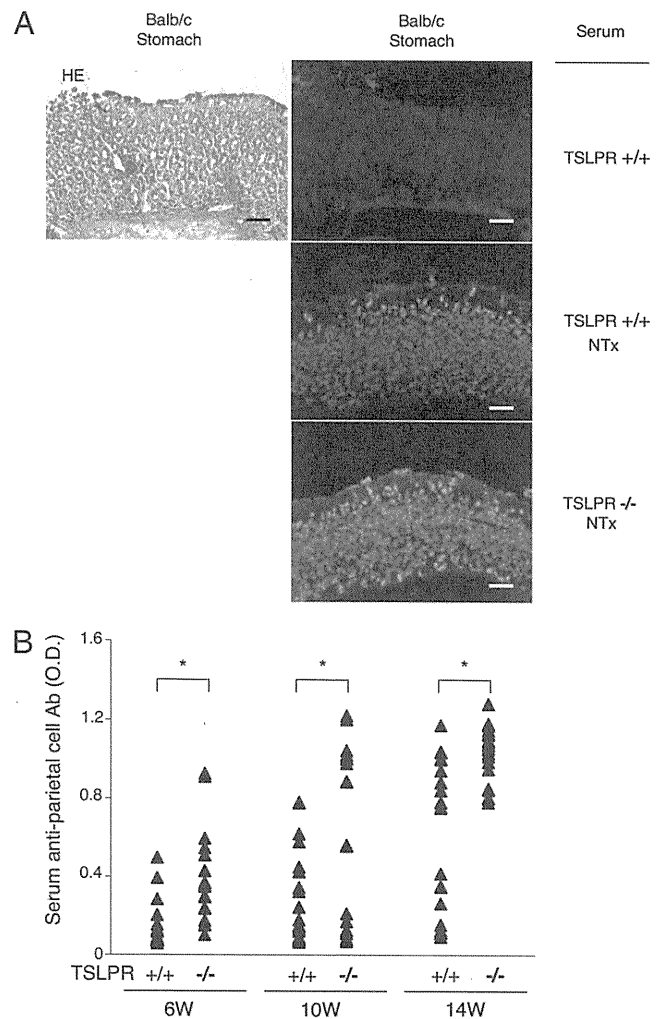 A
Balb/c
Stomach
Balb/c
Stomach
Serum
HE
TSLPR +/+
TSLPR +/+
NTx
TSLPR -/-
NTx
B
Serum anti-parietal cell Ab (O.D.)
1.6
1.2
0.8
0.4
0
*
*
*
TSLPR +/+ -/- +/+ -/- +/+ -/-
6W 10W 14W